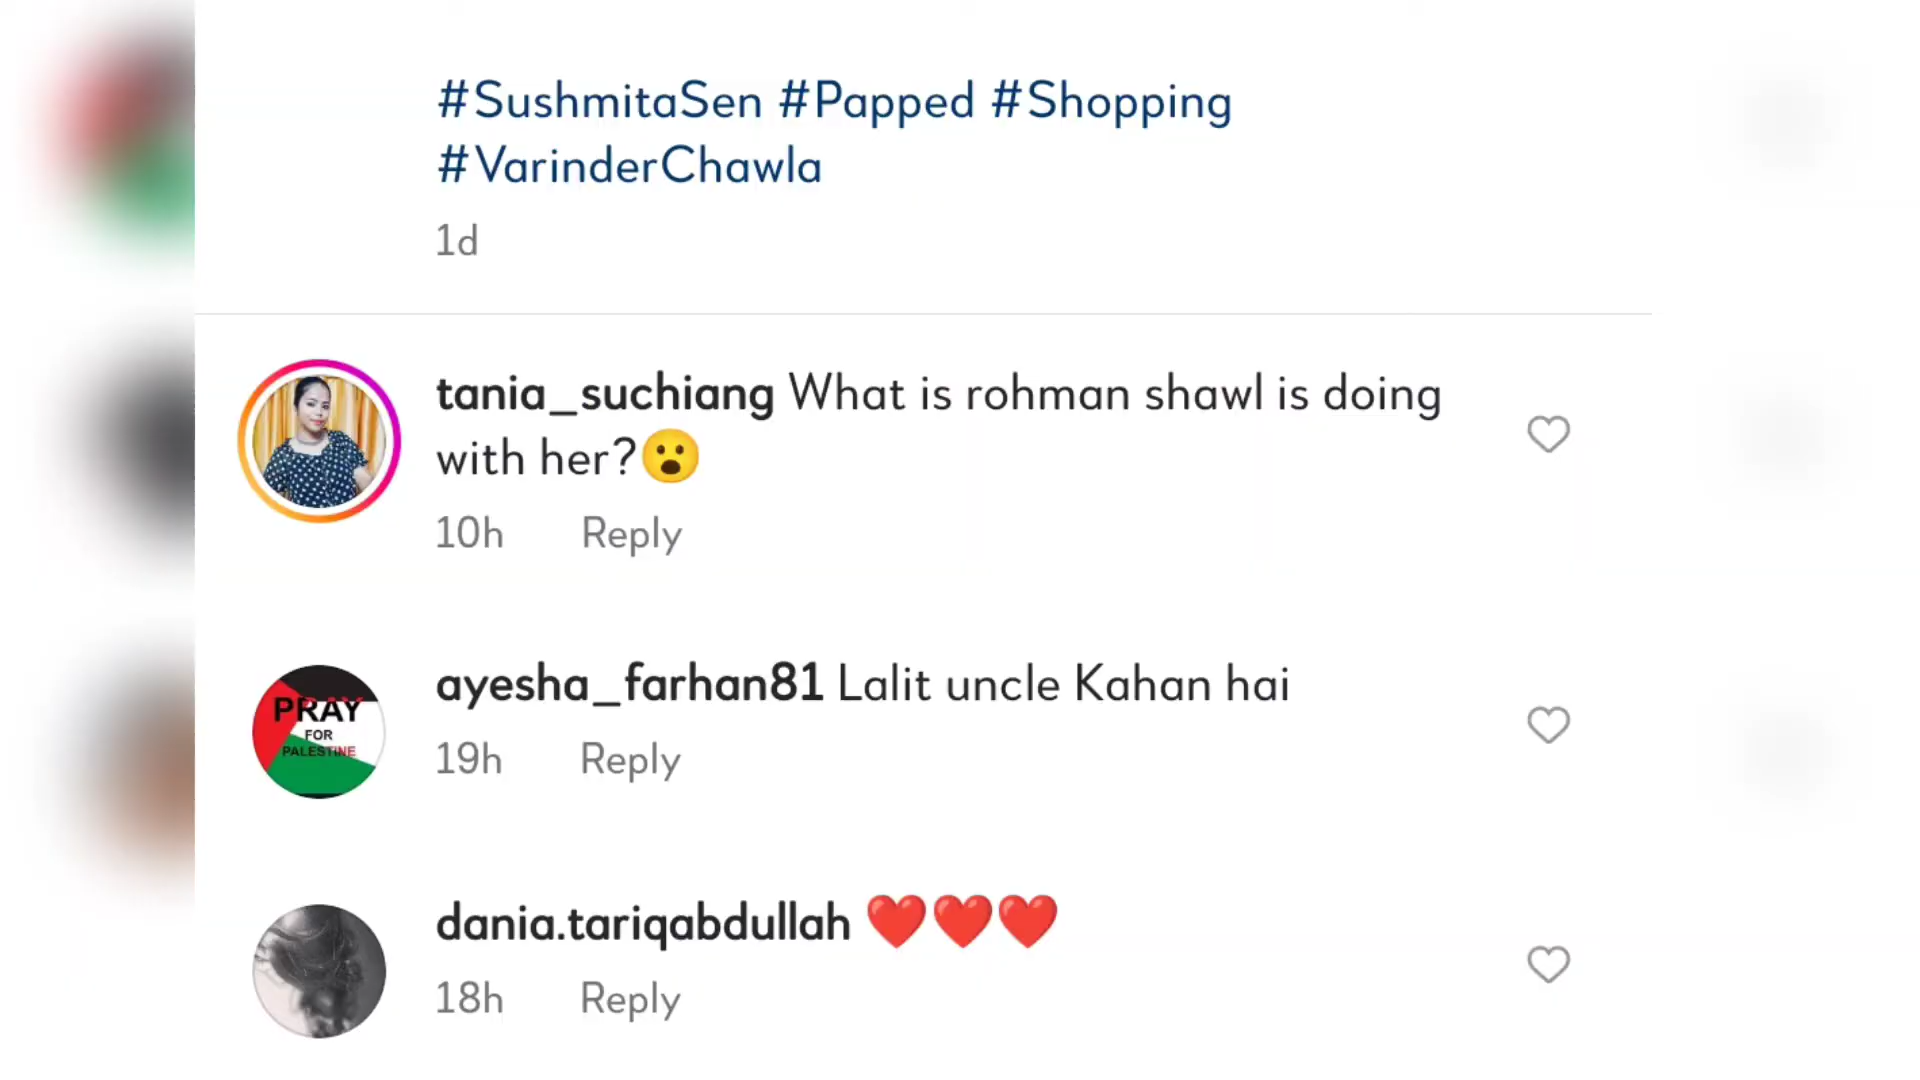 #SushmitaSen #Papped #Shopping
#VarinderChawla
1d
tania_suchiang What is rohman shawl is doing
with her?😮
10h Reply
PRAY
FOR
PALESTINE
ayesha_farhan81 Lalit uncle Kahan hai
19h Reply
dania.tariqabdullah ❤️❤️❤️
18h Reply